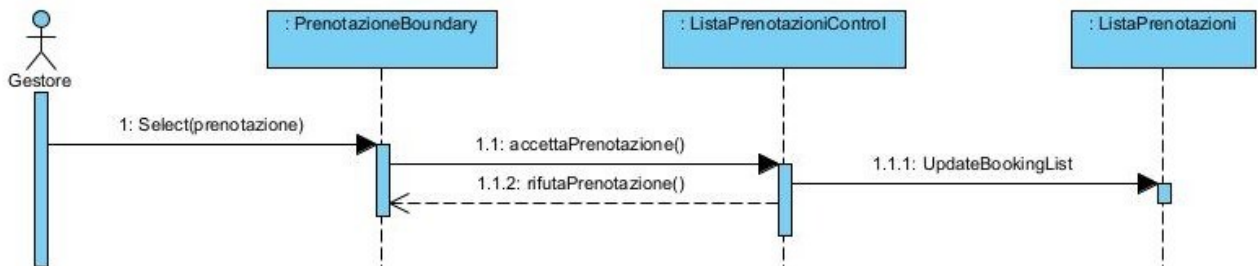 : PrenotazioneBoundary
: ListaPrenotazioniControl
: ListaPrenotazioni
Gestore
1: Select(prenotazione)
1.1: accettaPrenotazione()
1.1.1: UpdateBookingList
1.1.2: rifutaPrenotazione()